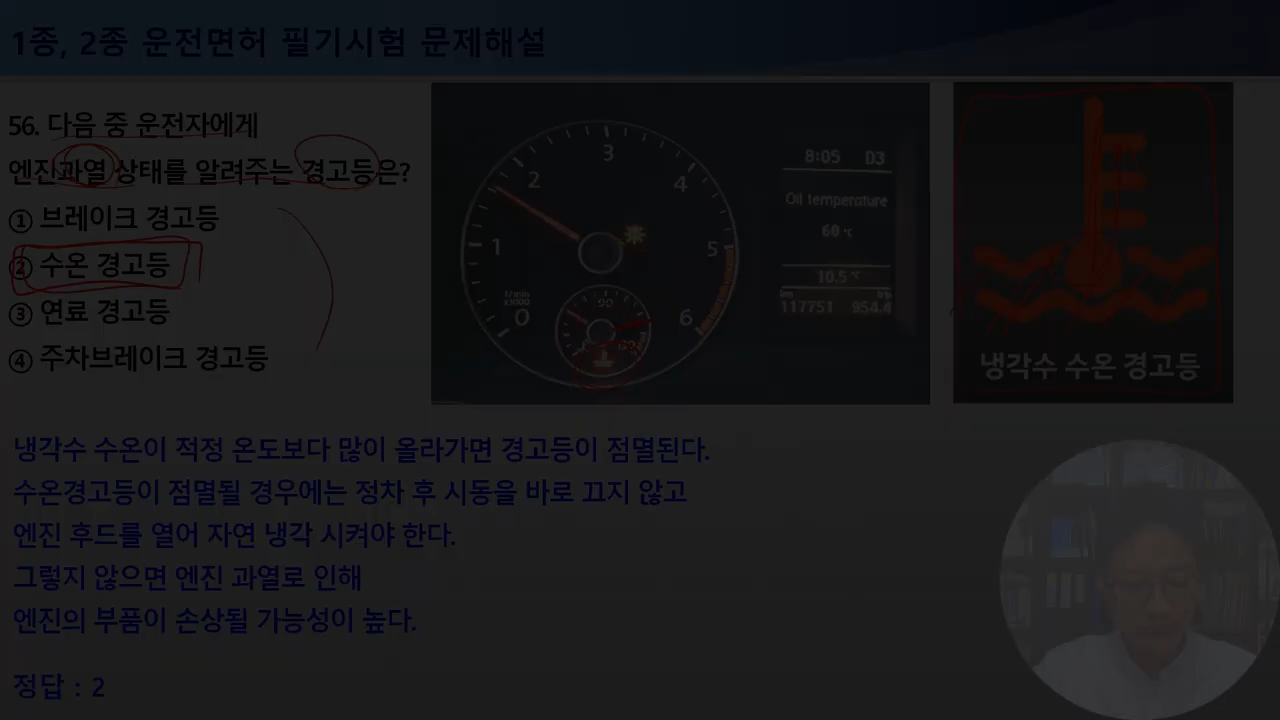 1종, 2종 운전면허 필기시험 문제해설
56. 다음 중 운전자에게
엔진과열 상태를 알려주는 경고등은?
① 브레이크 경고등
② 수온 경고등
③ 연료 경고등
④ 주차브레이크 경고등
0
1
2
3
4
5
6
1/min
x1000
90
8:05 D3
Oil temperature
60 °C
10.5 °C
km trip
117751 954.4
냉각수 수온 경고등
냉각수 수온이 적정 온도보다 많이 올라가면 경고등이 점멸된다.
수온경고등이 점멸될 경우에는 정차 후 시동을 바로 끄지 않고
엔진 후드를 열어 자연 냉각 시켜야 한다.
그렇지 않으면 엔진 과열로 인해
엔진의 부품이 손상될 가능성이 높다.
정답 : 2